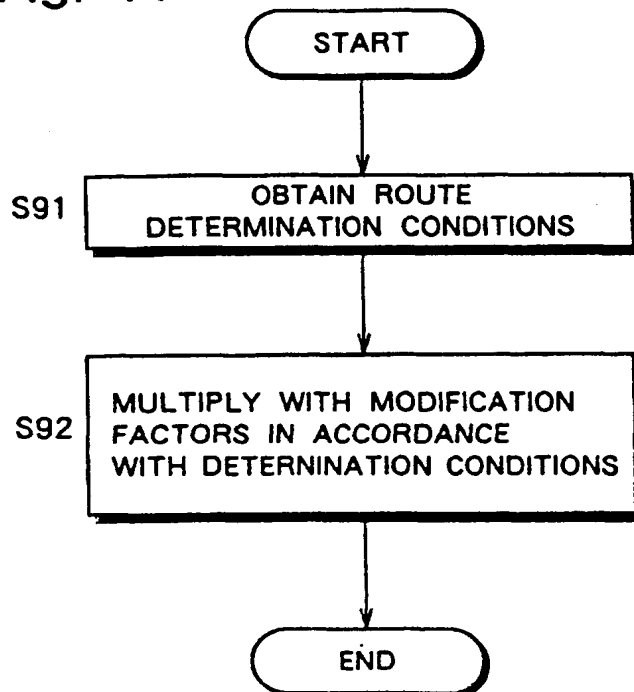 START
S91
OBTAIN ROUTE
DETERMINATION CONDITIONS
S92
MULTIPLY WITH MODIFICATION
FACTORS IN ACCORDANCE
WITH DETERNINATION CONDITIONS
END